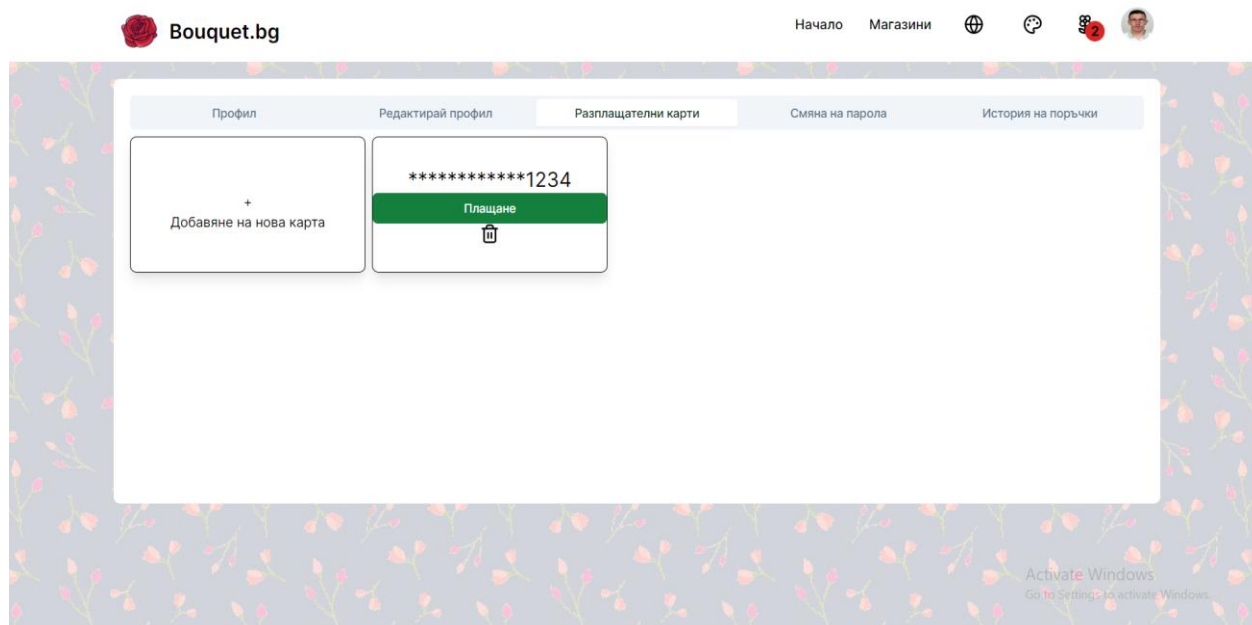 Bouquet.bg
Начало Магазини
2
Профил Редактирай профил Разплащателни карти Смяна на парола История на поръчки
+
Добавяне на нова карта
************1234
Плащане
Activate Windows
Go to Settings to activate Windows.